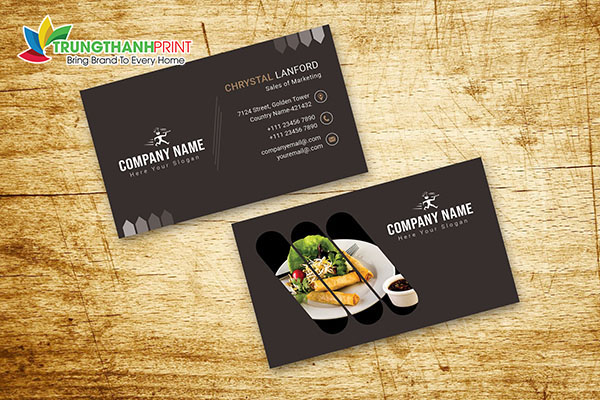 TRUNGTHANHPRINT
Bring Brand To Every Home
CHRYSTAL LANFORD
Sales of Marketing
7124 Street, Golden Tower
Country Name-421432
+111 23456 7890
+111 23456 7890
companyemail@.com
youremail@.com
COMPANY NAME
Here Your Slogan
COMPANY NAME
Here Your Slogan